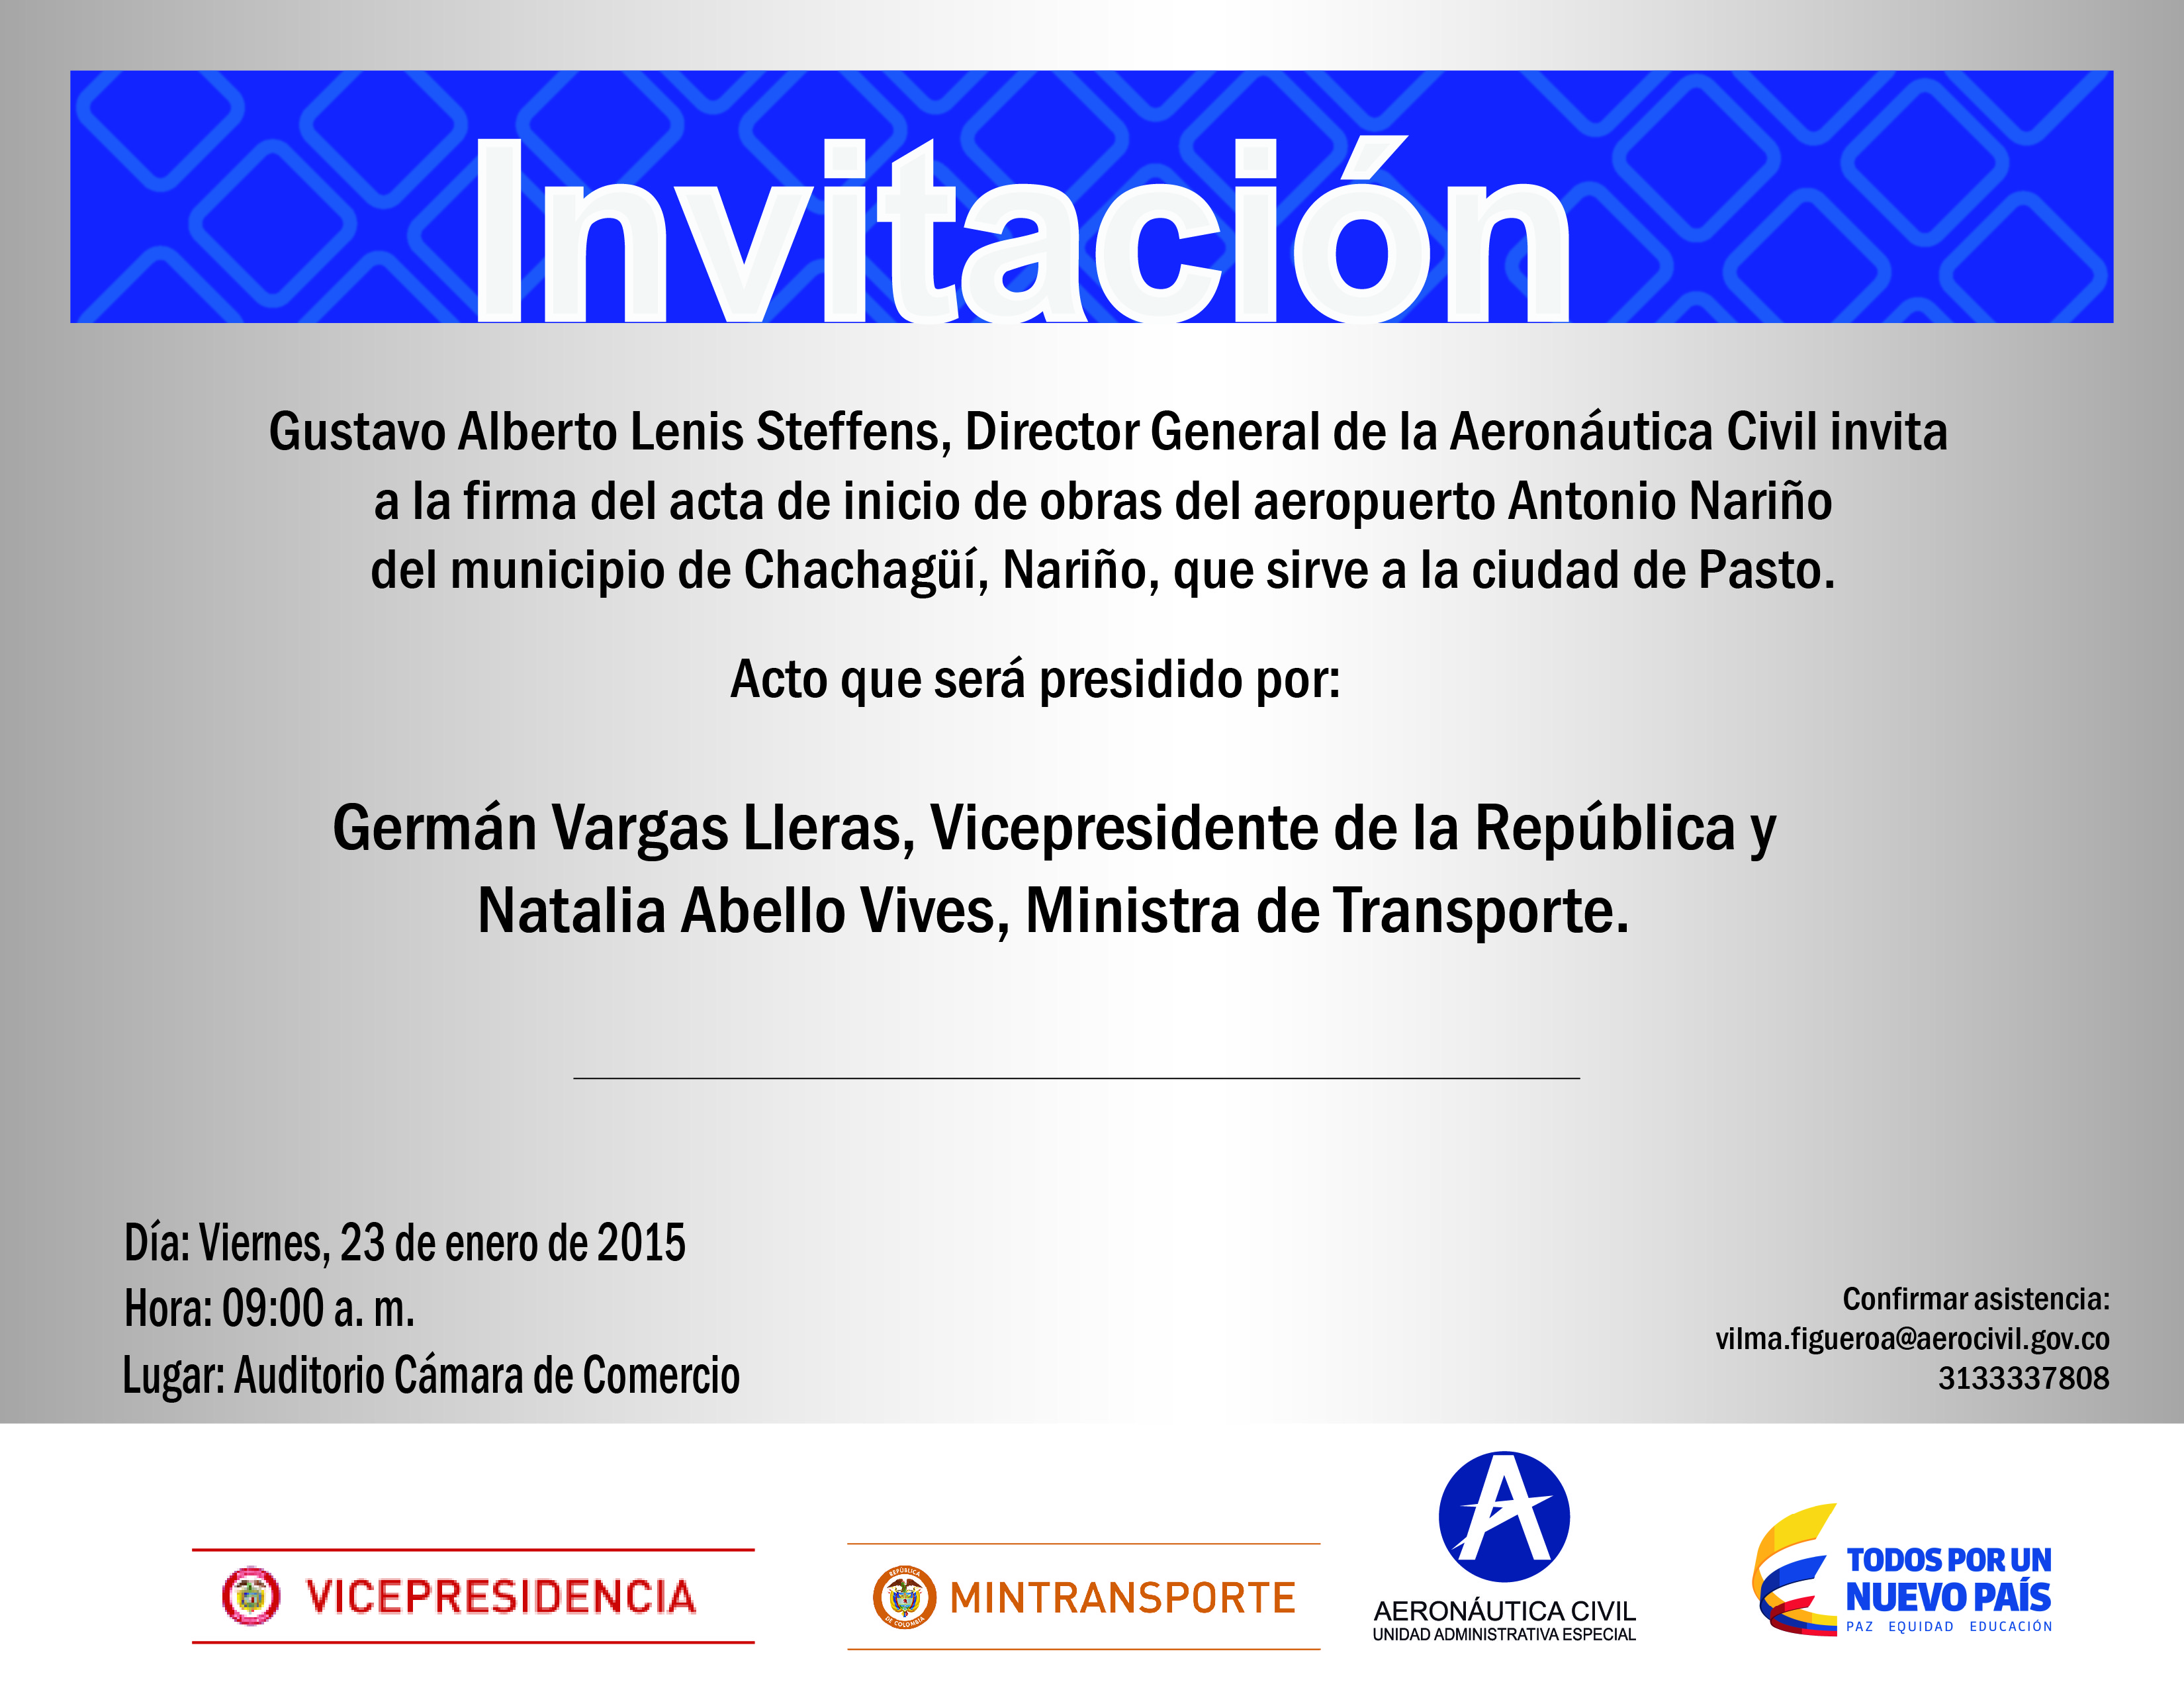 Invitación
Gustavo Alberto Lenis Steffens, Director General de la Aeronáutica Civil invita
a la firma del acta de inicio de obras del aeropuerto Antonio Nariño
del municipio de Chachagüí, Nariño, que sirve a la ciudad de Pasto.
Acto que será presidido por:
Germán Vargas Lleras, Vicepresidente de la República y
Natalia Abello Vives, Ministra de Transporte.
Día: Viernes, 23 de enero de 2015
Hora: 09:00 a. m.
Lugar: Auditorio Cámara de Comercio
Confirmar asistencia:
vilma.figueroa@aerocivil.gov.co
3133337808
VICEPRESIDENCIA
REPÚBLICA
DE COLOMBIA
MINTRANSPORTE
AERONÁUTICA CIVIL
UNIDAD ADMINISTRATIVA ESPECIAL
TODOS POR UN
NUEVO PAÍS
PAZ EQUIDAD EDUCACIÓN